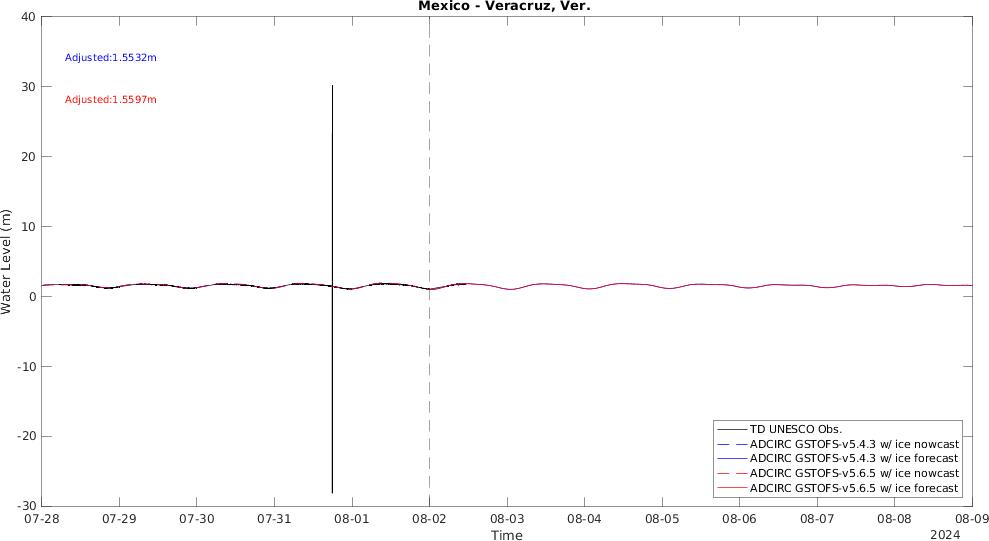 Mexico - Veracruz, Ver.
40
30
20
10
0
-10
-20
-30
Water Level (m)
Adjusted:1.5532m
Adjusted:1.5597m
TD UNESCO Obs.
ADCIRC GSTOFS-v5.4.3 w/ ice nowcast
ADCIRC GSTOFS-v5.4.3 w/ ice forecast
ADCIRC GSTOFS-v5.6.5 w/ ice nowcast
ADCIRC GSTOFS-v5.6.5 w/ ice forecast
07-28 07-29 07-30 07-31 08-01 08-02 08-03 08-04 08-05 08-06 08-07 08-08 08-09
Time
2024